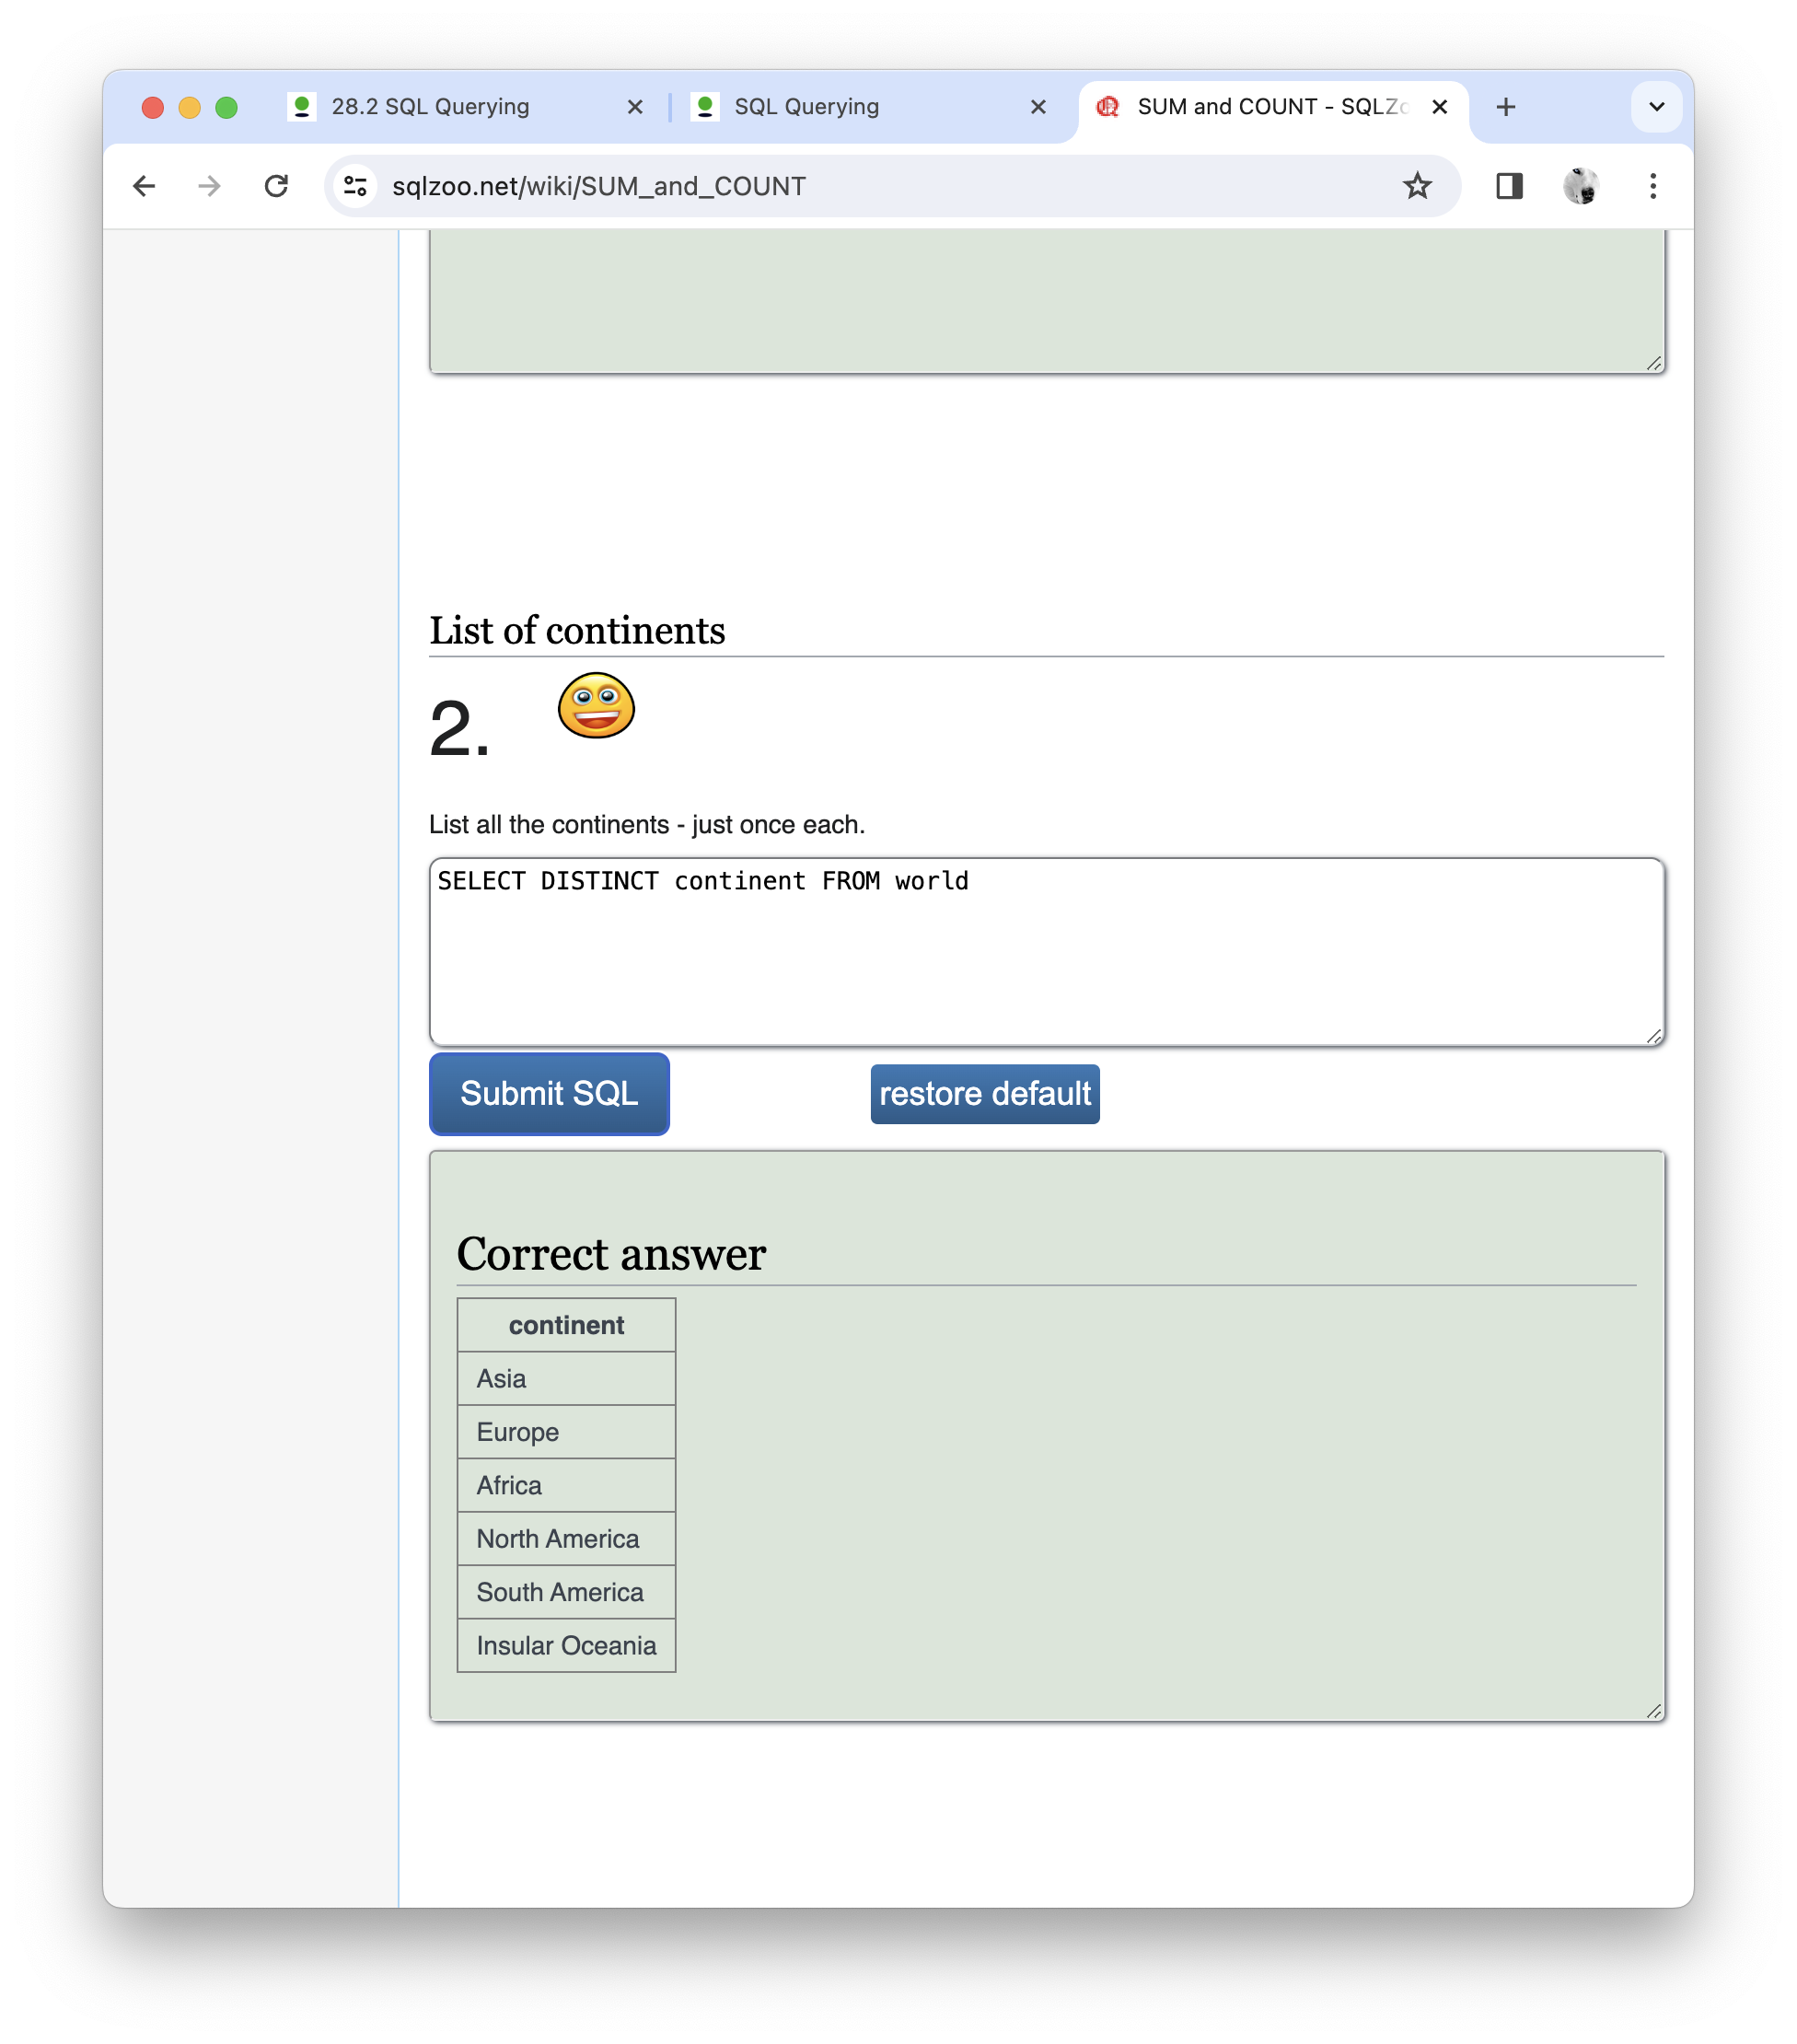 28.2 SQL Querying
SQL Querying
SUM and COUNT - SQLZo
sqlzoo.net/wiki/SUM_and_COUNT
List of continents
2.
List all the continents - just once each.
SELECT DISTINCT continent FROM world
Submit SQL
restore default
Correct answer
continent
Asia
Europe
Africa
North America
South America
Insular Oceania